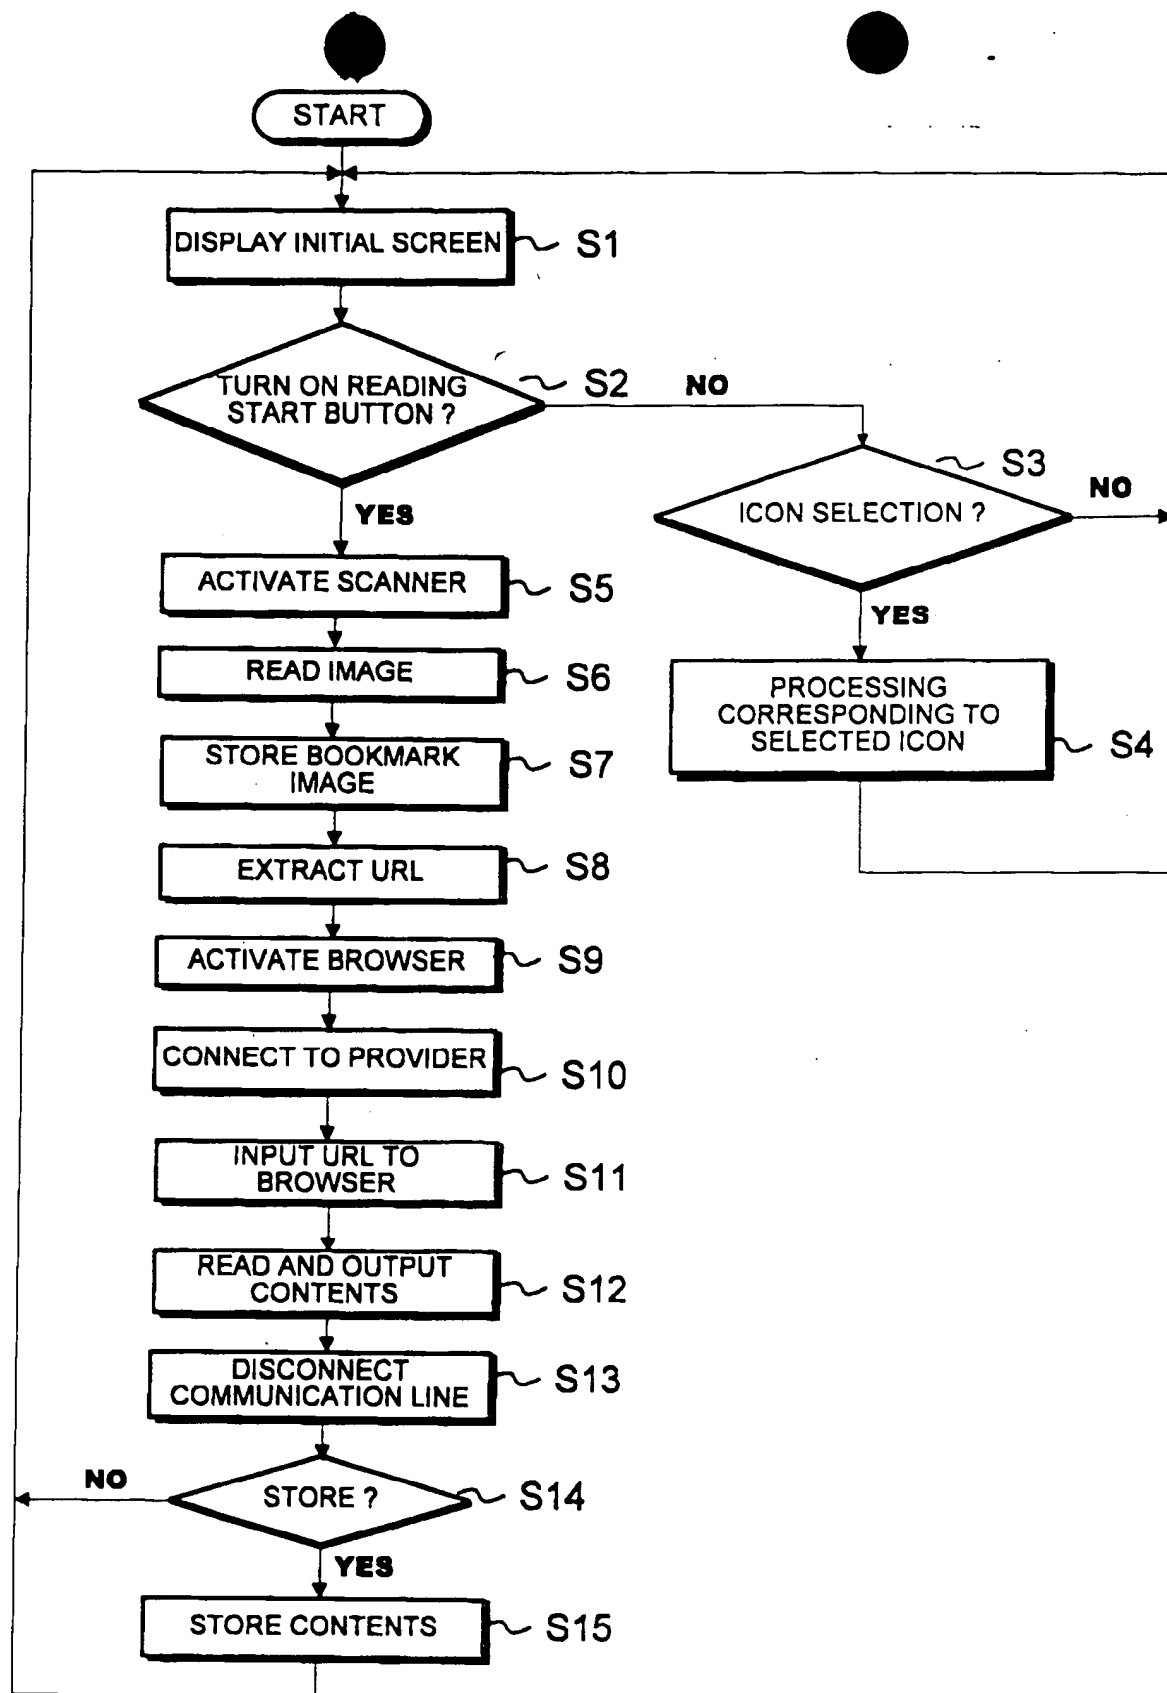 START
DISPLAY INITIAL SCREEN
S1
TURN ON READING
START BUTTON ?
S2
NO
S3
ICON SELECTION ?
NO
YES
YES
ACTIVATE SCANNER
S5
PROCESSING
CORRESPONDING TO
SELECTED ICON
S4
READ IMAGE
S6
STORE BOOKMARK
IMAGE
S7
EXTRACT URL
S8
ACTIVATE BROWSER
S9
CONNECT TO PROVIDER
S10
INPUT URL TO
BROWSER
S11
READ AND OUTPUT
CONTENTS
S12
DISCONNECT
COMMUNICATION LINE
S13
NO
STORE ?
S14
YES
STORE CONTENTS
S15